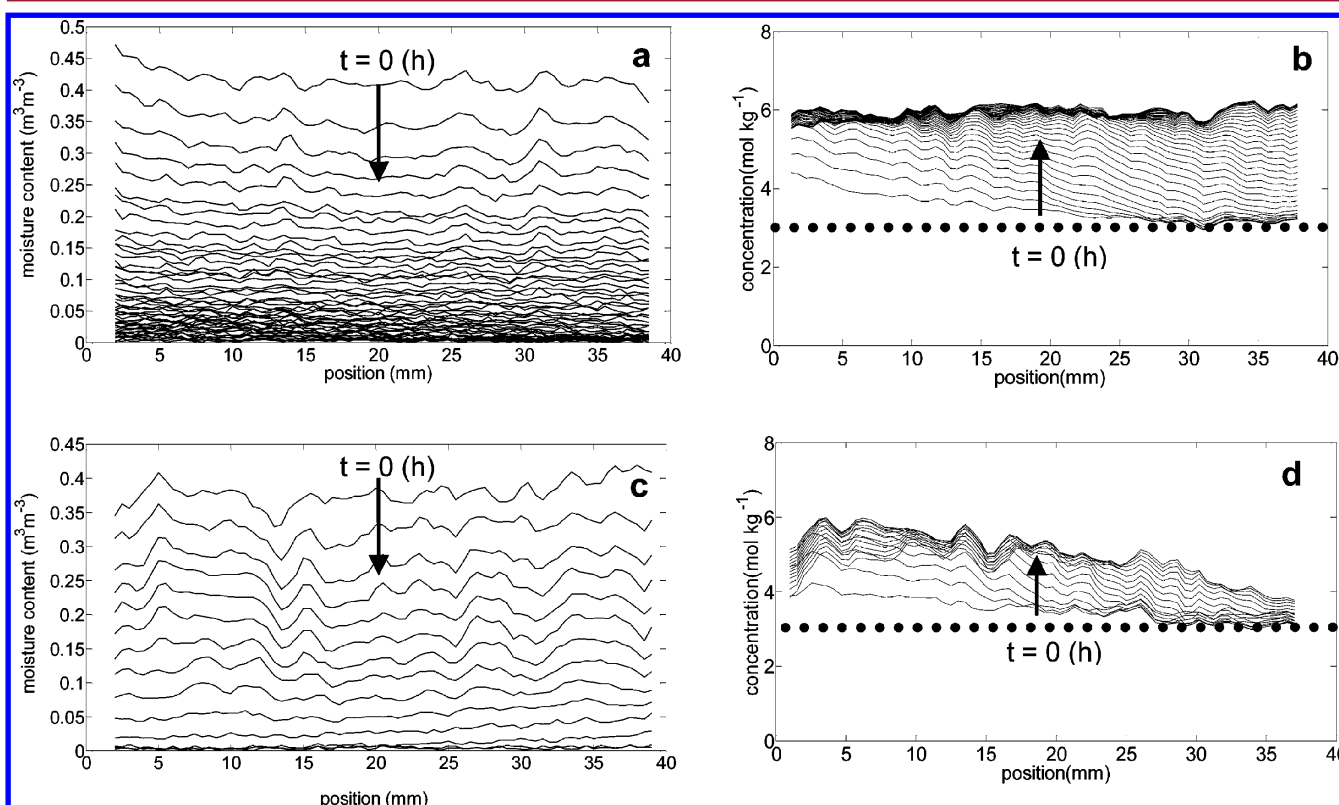 0.5
0.45
0.4
0.35
0.3
0.25
0.2
0.15
0.1
0.05
0
moisture content (m³m⁻³)
t = 0 (h)
a
0 5 10 15 20 25 30 35 40
position (mm)
8
6
4
2
0
concentration(mol kg⁻¹)
b
t = 0 (h)
0 5 10 15 20 25 30 35 40
position(mm)
0.45
0.4
0.35
0.3
0.25
0.2
0.15
0.1
0.05
0
moisture content (m³m⁻³)
t = 0 (h)
c
0 5 10 15 20 25 30 35 40
position (mm)
8
6
4
2
0
concentration(mol kg⁻¹)
d
t = 0 (h)
0 5 10 15 20 25 30 35 40
position(mm)